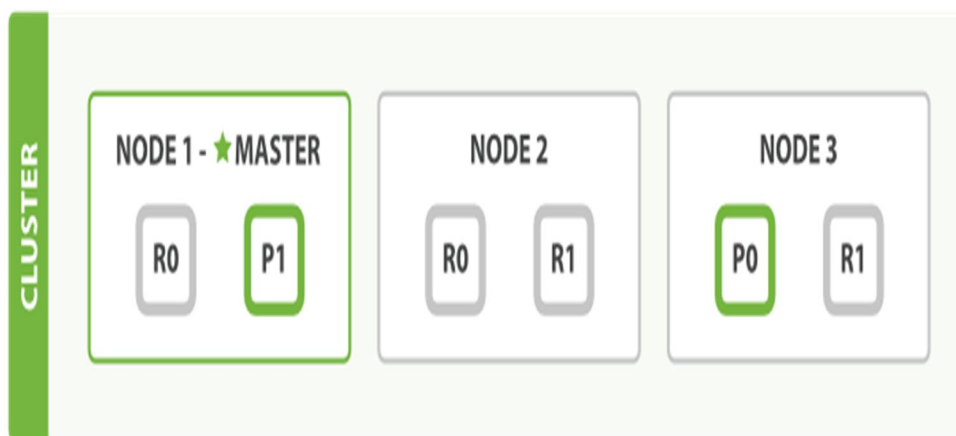 CLUSTER
NODE 1 - ★MASTER
R0
P1
NODE 2
R0
R1
NODE 3
P0
R1